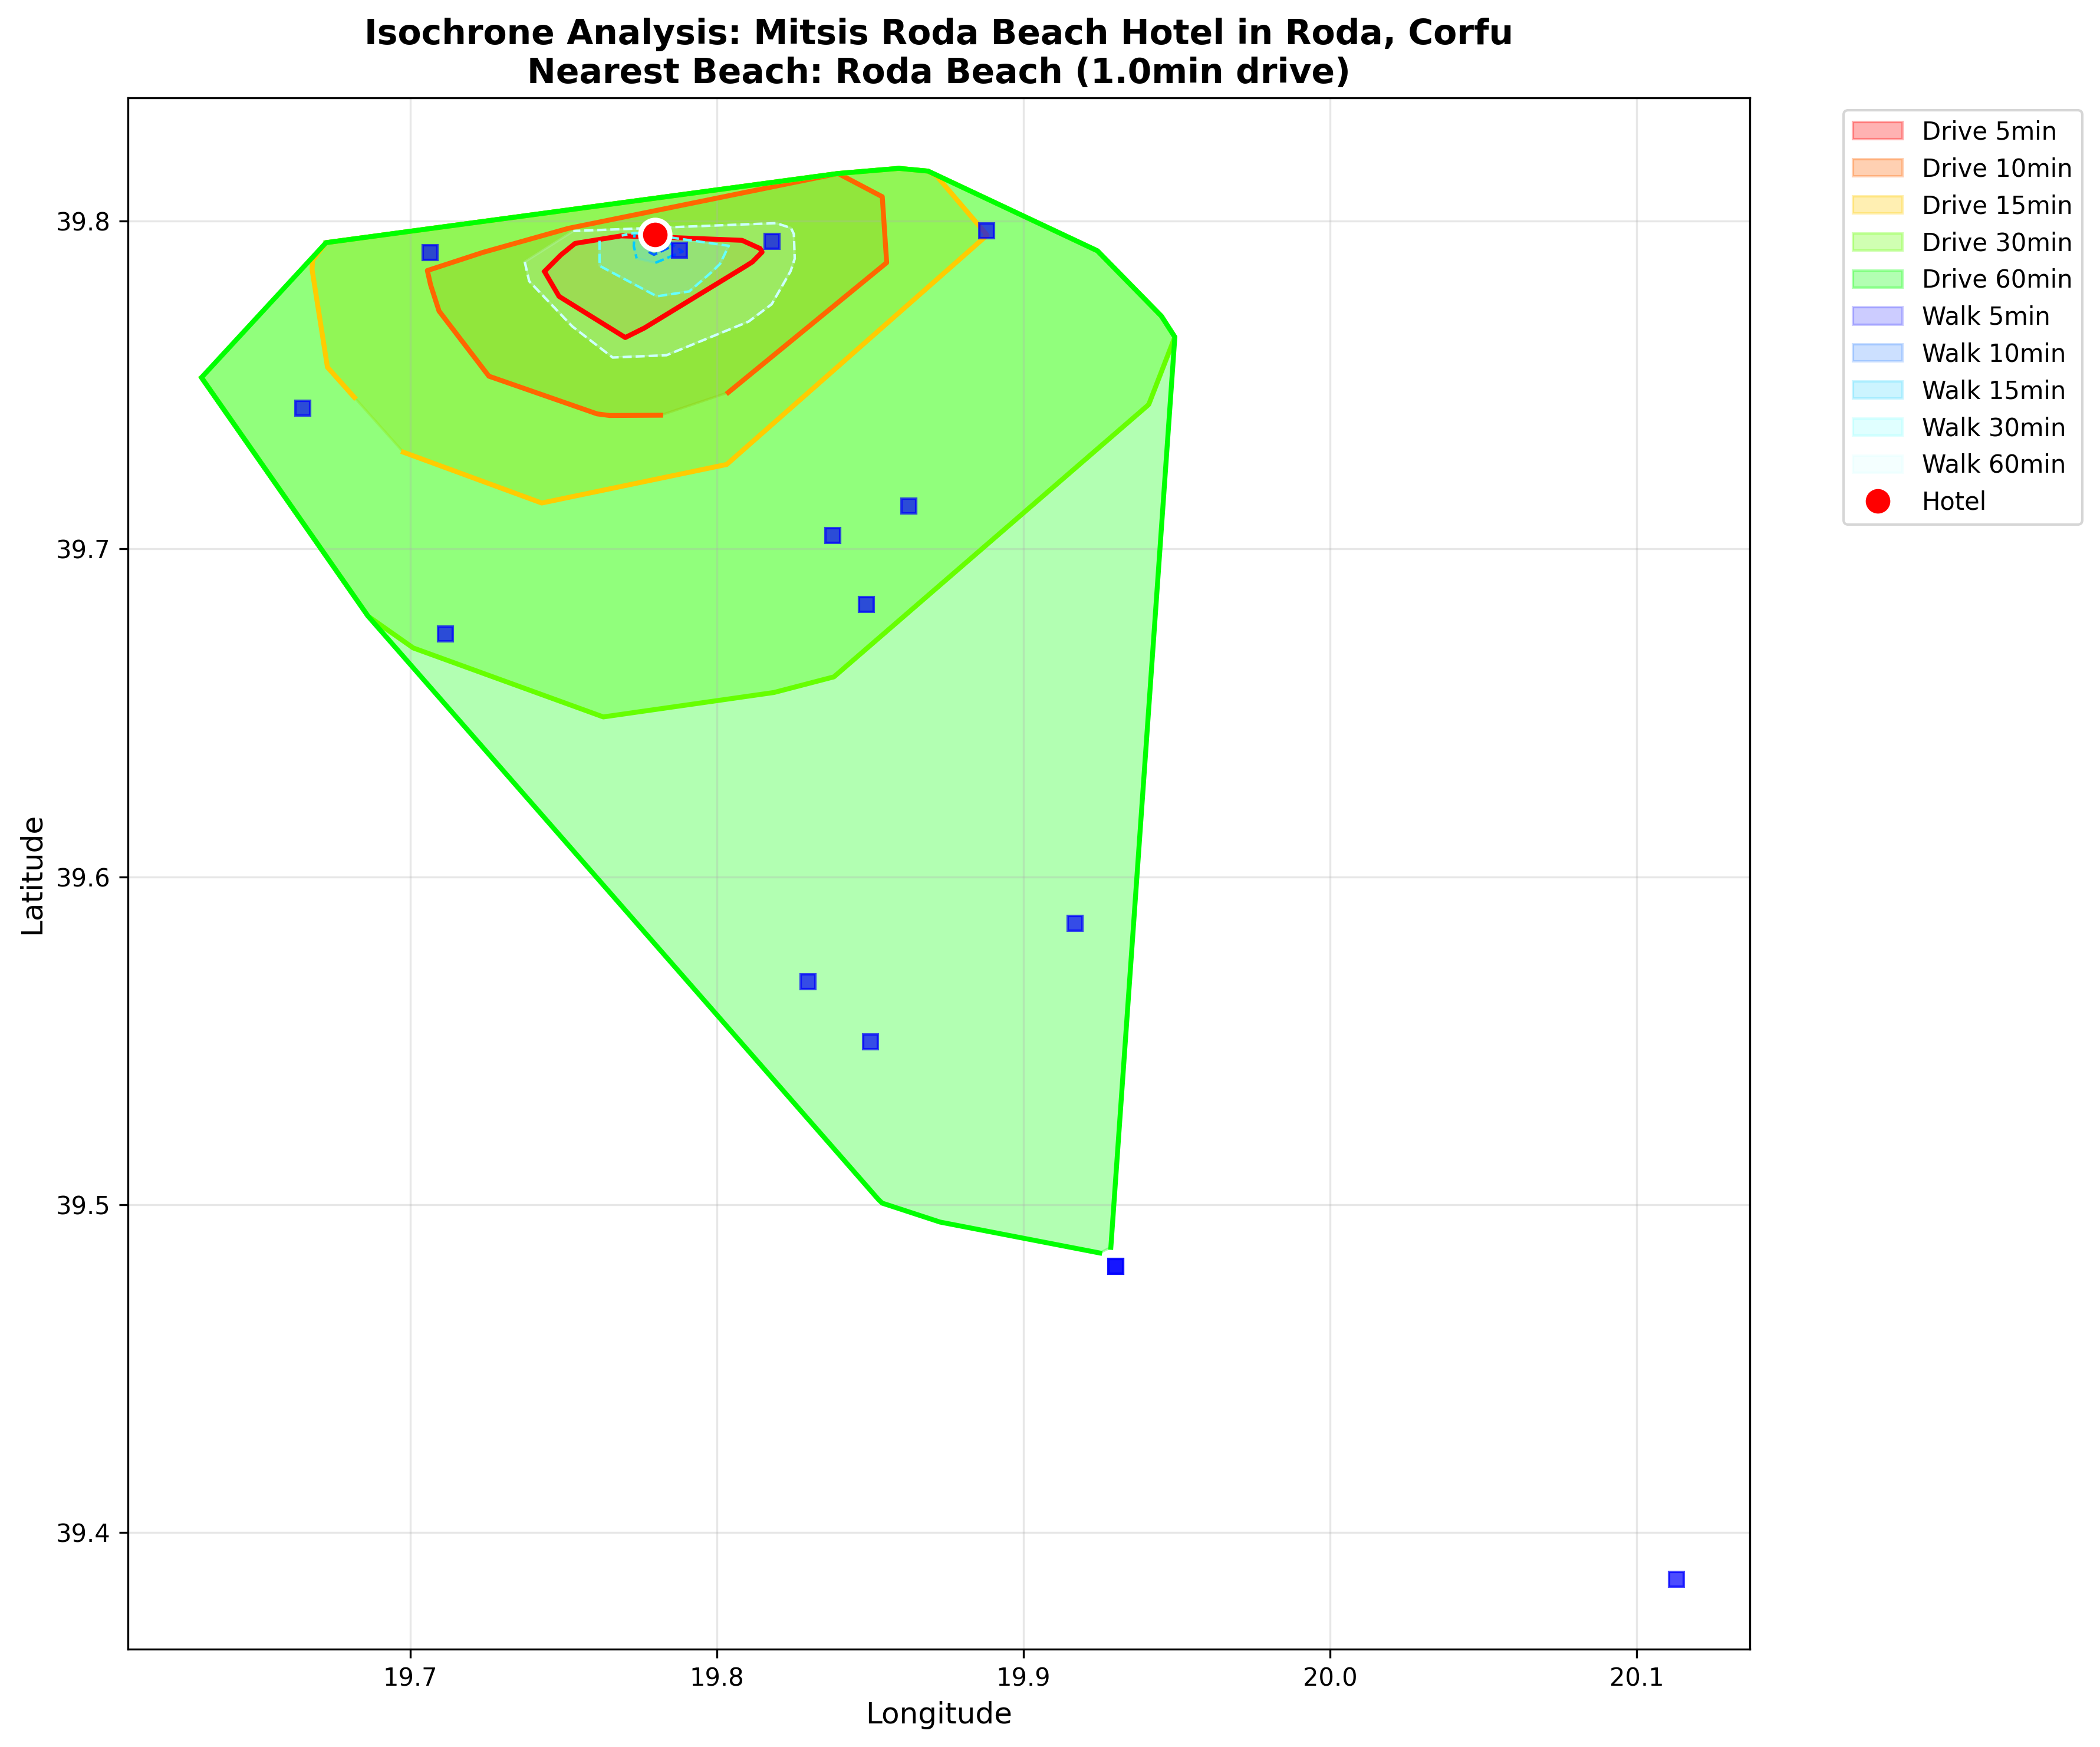 Isochrone Analysis: Mitsis Roda Beach Hotel in Roda, Corfu
Nearest Beach: Roda Beach (1.0min drive)
Drive 5min
Drive 10min
Drive 15min
Drive 30min
Drive 60min
Walk 5min
Walk 10min
Walk 15min
Walk 30min
Walk 60min
Hotel
Latitude
39.8
39.7
39.6
39.5
39.4
19.7 19.8 19.9 20.0 20.1
Longitude